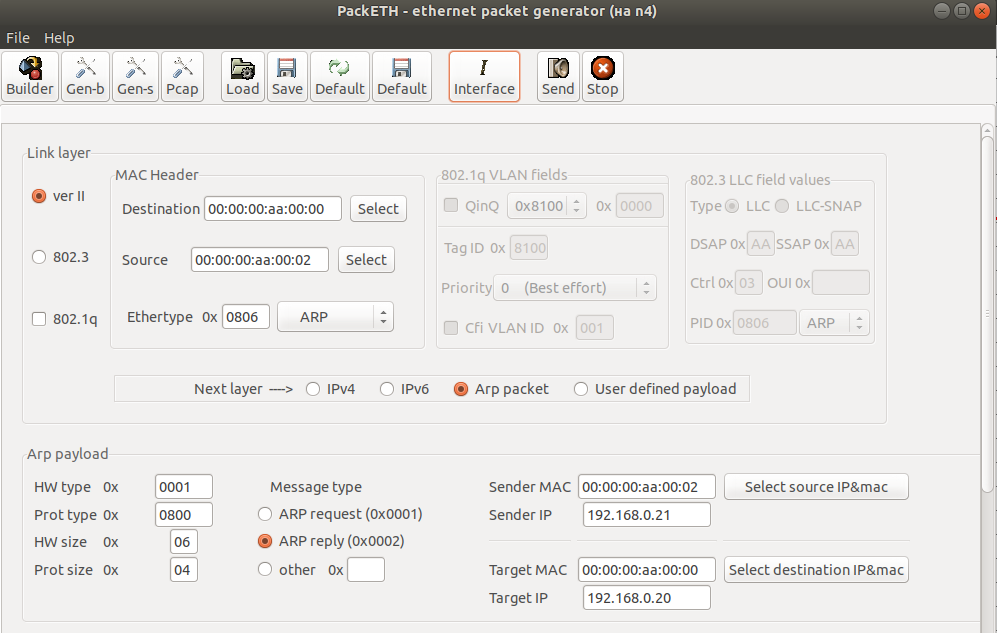 PackETH - ethernet packet generator (на n4)
File Help
Builder Gen-b Gen-s Pcap Load Save Default Default Interface Send Stop
Link layer
ver II
802.3
802.1q
MAC Header
Destination 00:00:00:aa:00:00 Select
Source 00:00:00:aa:00:02 Select
Ethertype 0x 0806 ARP
802.1q VLAN fields
QinQ 0x8100 0x 0000
Tag ID 0x 8100
Priority 0 (Best effort)
Cfi VLAN ID 0x 001
802.3 LLC field values
Type LLC LLC-SNAP
DSAP 0x AA SSAP 0x AA
Ctrl 0x 03 OUI 0x
PID 0x 0806 ARP
Next layer ----> IPv4 IPv6 Arp packet User defined payload
Arp payload
HW type 0x 0001
Prot type 0x 0800
HW size 0x 06
Prot size 0x 04
Message type
ARP request (0x0001)
ARP reply (0x0002)
other 0x
Sender MAC 00:00:00:aa:00:02 Select source IP&mac
Sender IP 192.168.0.21
Target MAC 00:00:00:aa:00:00 Select destination IP&mac
Target IP 192.168.0.20